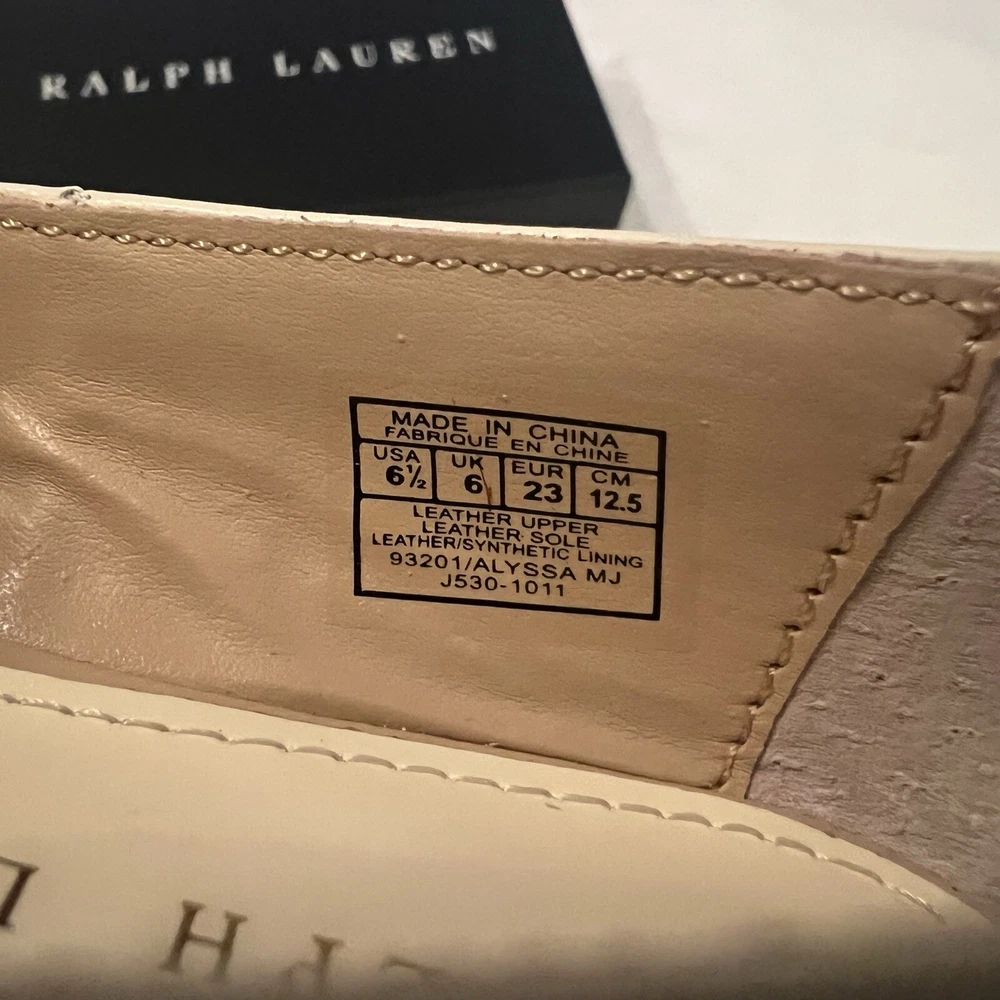 RALPH LAUREN
MADE IN CHINA
FABRIQUE EN CHINE
USA UK EUR CM
6½ 6 23 12.5
LEATHER UPPER
LEATHER SOLE
LEATHER/SYNTHETIC LINING
93201/ALYSSA MJ
J530-1011
L PH